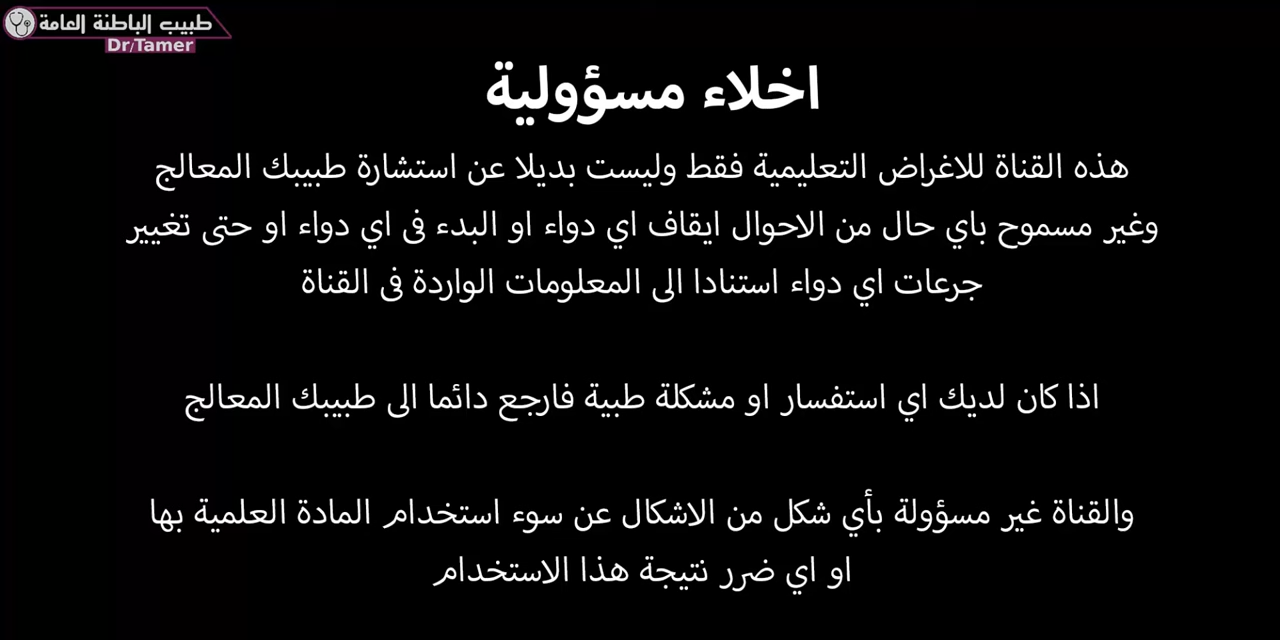 طبيب الباطنة العامة
Dr/Tamer
اخلاء مسؤولية
هذه القناة للاغراض التعليمية فقط وليست بديلا عن استشارة طبيبك المعالج
وغير مسموح باي حال من الاحوال ايقاف اي دواء او البدء فى اي دواء او حتى تغيير
جرعات اي دواء استنادا الى المعلومات الواردة فى القناة
اذا كان لديك اي استفسار او مشكلة طبية فارجع دائما الى طبيبك المعالج
والقناة غير مسؤولة بأي شكل من الاشكال عن سوء استخدام المادة العلمية بها
او اي ضرر نتيجة هذا الاستخدام